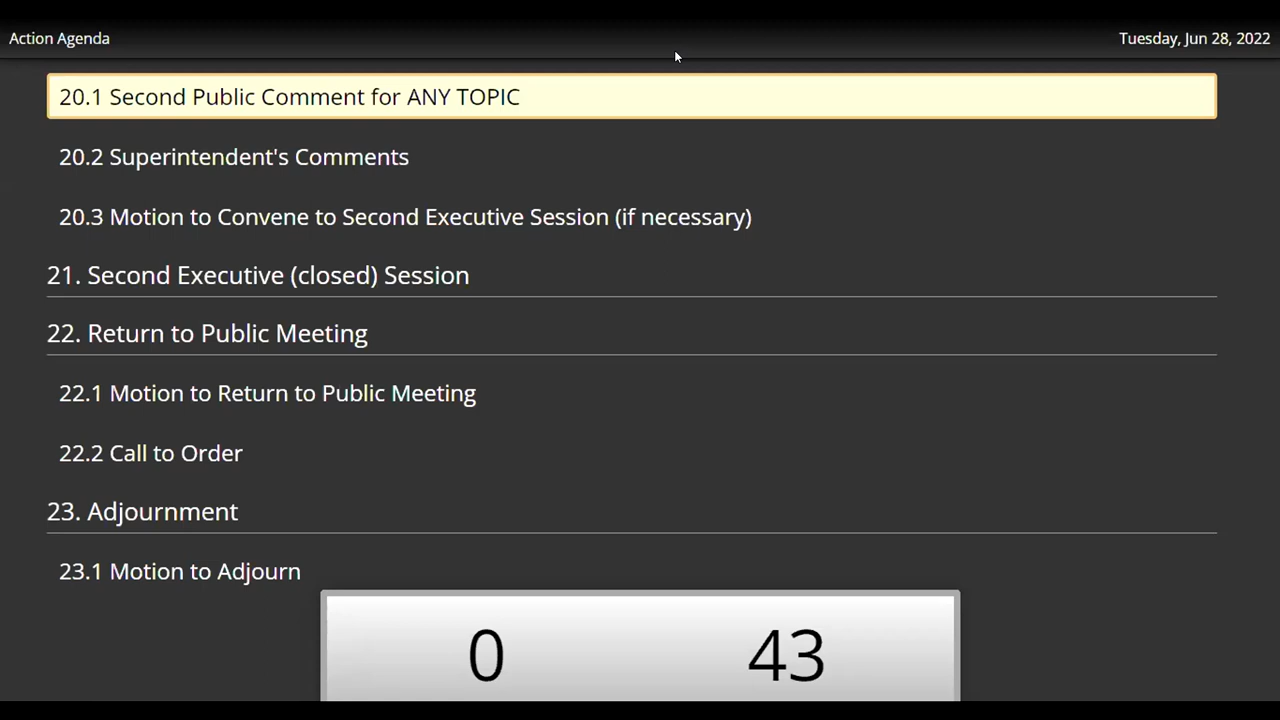 Action Agenda
Tuesday, Jun 28, 2022
20.1 Second Public Comment for ANY TOPIC
20.2 Superintendent's Comments
20.3 Motion to Convene to Second Executive Session (if necessary)
21. Second Executive (closed) Session
22. Return to Public Meeting
22.1 Motion to Return to Public Meeting
22.2 Call to Order
23. Adjournment
23.1 Motion to Adjourn
0 43